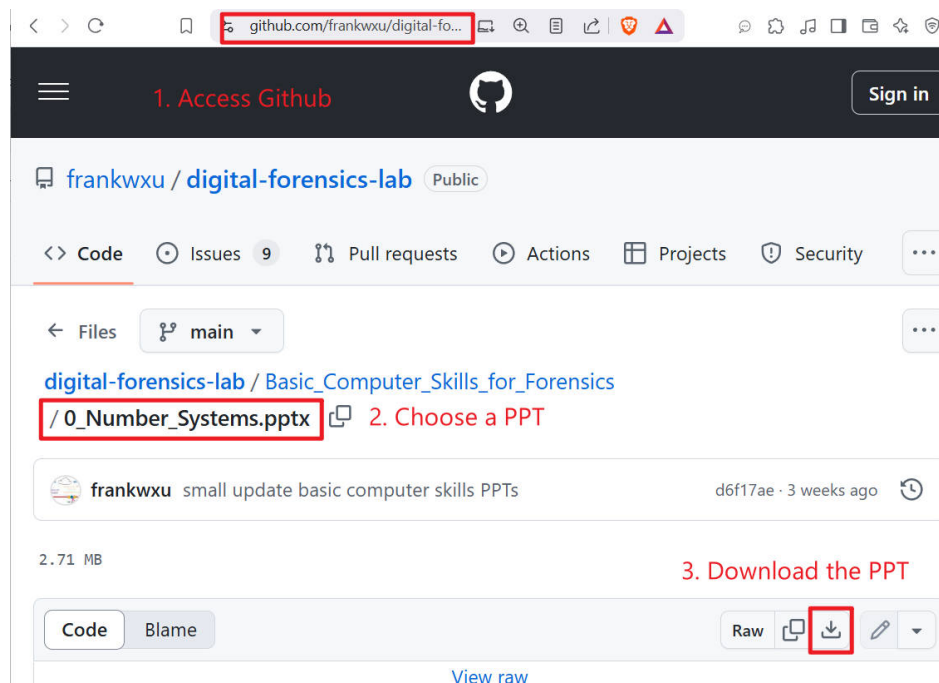 github.com/frankwxu/digital-fo...
1. Access Github
Sign in
frankwxu / digital-forensics-lab Public
Code Issues 9 Pull requests Actions Projects Security
Files main
digital-forensics-lab / Basic_Computer_Skills_for_Forensics
/ 0_Number_Systems.pptx 2. Choose a PPT
frankwxu small update basic computer skills PPTs d6f17ae · 3 weeks ago
2.71 MB
3. Download the PPT
Code Blame Raw
View raw